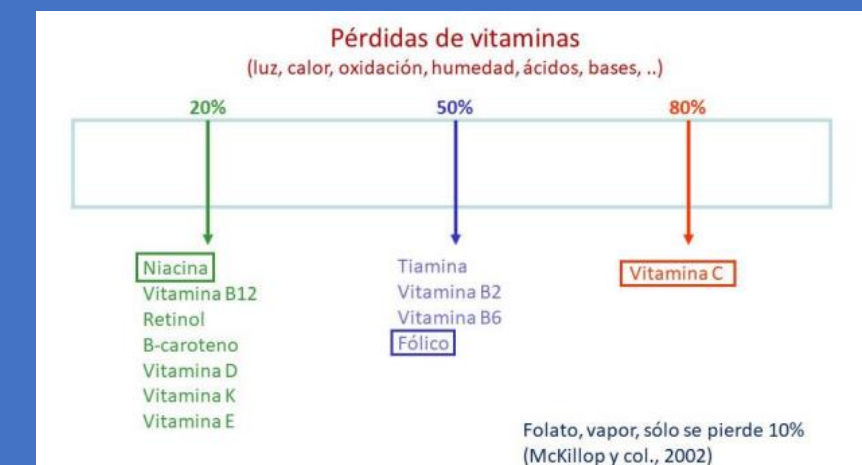 Pérdidas de vitaminas
(luz, calor, oxidación, humedad, ácidos, bases, ..)
20% 50% 80%
Niacina
Vitamina B12
Retinol
B-caroteno
Vitamina D
Vitamina K
Vitamina E
Tiamina
Vitamina B2
Vitamina B6
Fólico
Vitamina C
Folato, vapor, sólo se pierde 10%
(McKillop y col., 2002)